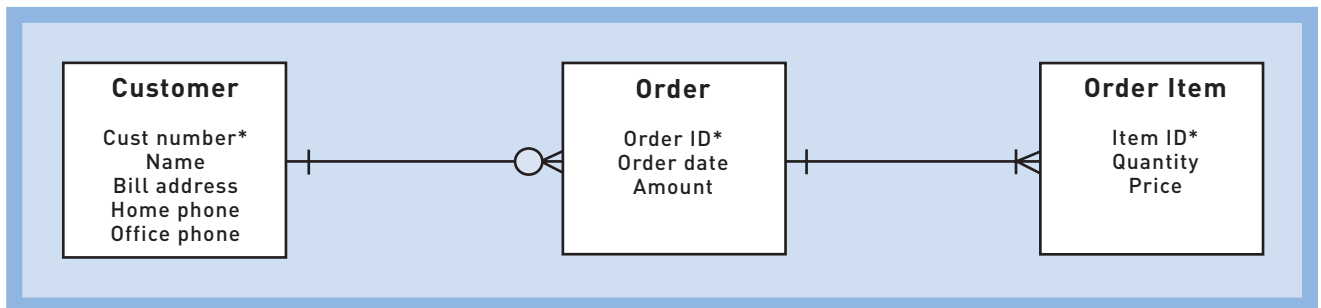 Customer
Cust number*
Name
Bill address
Home phone
Office phone
Order
Order ID*
Order date
Amount
Order Item
Item ID*
Quantity
Price